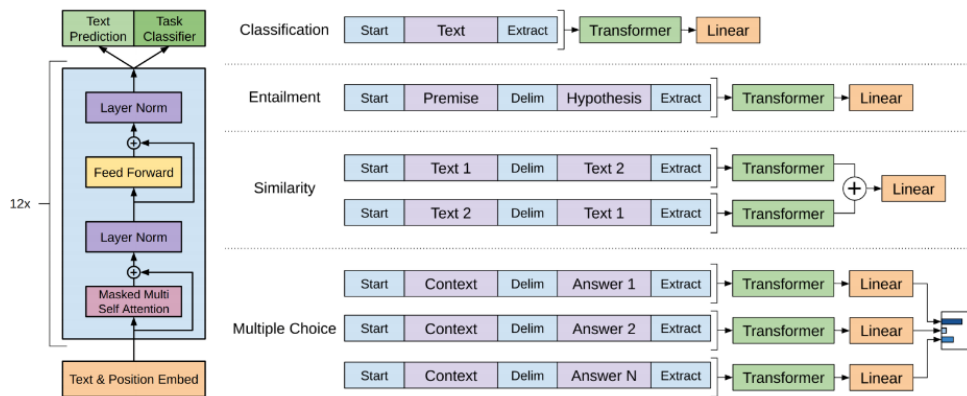 Text
Prediction
Task
Classifier
Layer Norm
Feed Forward
12x
Layer Norm
Masked Multi
Self Attention
Text & Position Embed
Classification
Start
Text
Extract
Transformer
Linear
Entailment
Start
Premise
Delim
Hypothesis
Extract
Transformer
Linear
Similarity
Start
Text 1
Delim
Text 2
Extract
Transformer
Start
Text 2
Delim
Text 1
Extract
Transformer
Linear
Multiple Choice
Start
Context
Delim
Answer 1
Extract
Transformer
Linear
Start
Context
Delim
Answer 2
Extract
Transformer
Linear
Start
Context
Delim
Answer N
Extract
Transformer
Linear